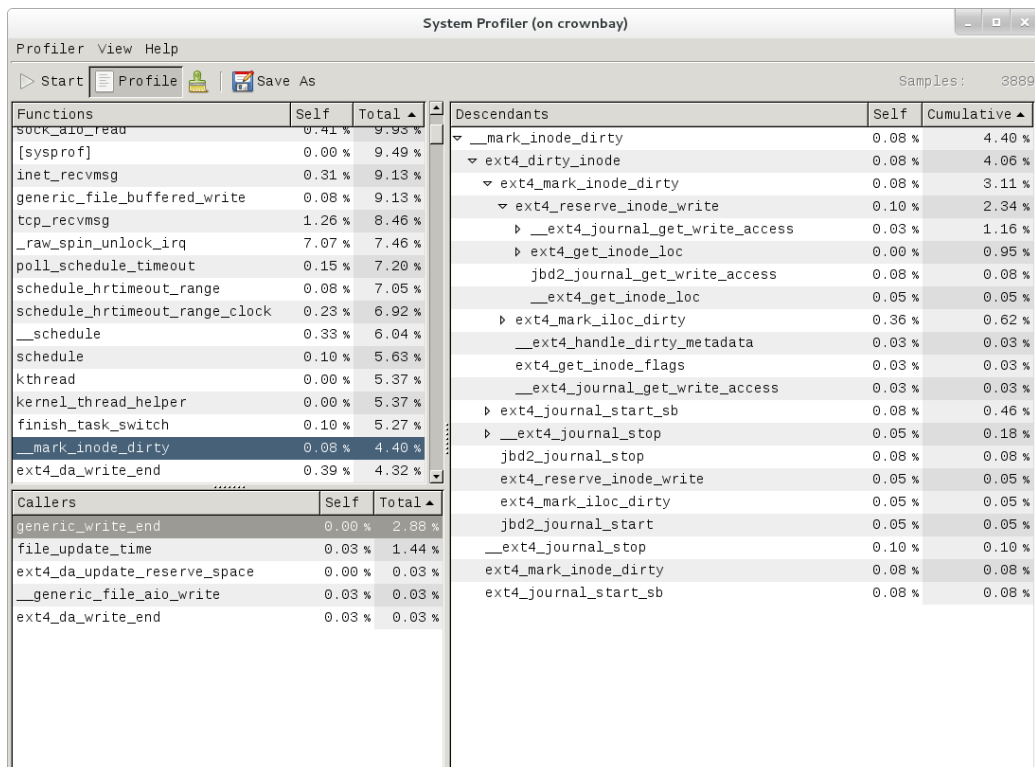 System Profiler (on crownbay)
Profiler View Help
Start Profile Save As Samples: 3889
Functions Self Total
sock_aio_read 0.41 % 9.93 %
[sysprof] 0.00 % 9.49 %
inet_recvmsg 0.31 % 9.13 %
generic_file_buffered_write 0.08 % 9.13 %
tcp_recvmsg 1.26 % 8.46 %
_raw_spin_unlock_irq 7.07 % 7.46 %
poll_schedule_timeout 0.15 % 7.20 %
schedule_hrtimeout_range 0.08 % 7.05 %
schedule_hrtimeout_range_clock 0.23 % 6.92 %
__schedule 0.33 % 6.04 %
schedule 0.10 % 5.63 %
kthread 0.00 % 5.37 %
kernel_thread_helper 0.00 % 5.37 %
finish_task_switch 0.10 % 5.27 %
__mark_inode_dirty 0.08 % 4.40 %
ext4_da_write_end 0.39 % 4.32 %
Callers Self Total
generic_write_end 0.00 % 2.88 %
file_update_time 0.03 % 1.44 %
ext4_da_update_reserve_space 0.00 % 0.03 %
__generic_file_aio_write 0.03 % 0.03 %
ext4_da_write_end 0.03 % 0.03 %
Descendants Self Cumulative
__mark_inode_dirty 0.08 % 4.40 %
ext4_dirty_inode 0.08 % 4.06 %
ext4_mark_inode_dirty 0.08 % 3.11 %
ext4_reserve_inode_write 0.10 % 2.34 %
__ext4_journal_get_write_access 0.03 % 1.16 %
ext4_get_inode_loc 0.00 % 0.95 %
jbd2_journal_get_write_access 0.08 % 0.08 %
__ext4_get_inode_loc 0.05 % 0.05 %
ext4_mark_iloc_dirty 0.36 % 0.62 %
__ext4_handle_dirty_metadata 0.03 % 0.03 %
ext4_get_inode_flags 0.03 % 0.03 %
__ext4_journal_get_write_access 0.03 % 0.03 %
ext4_journal_start_sb 0.08 % 0.46 %
__ext4_journal_stop 0.05 % 0.18 %
jbd2_journal_stop 0.08 % 0.08 %
ext4_reserve_inode_write 0.05 % 0.05 %
ext4_mark_iloc_dirty 0.05 % 0.05 %
jbd2_journal_start 0.05 % 0.05 %
__ext4_journal_stop 0.10 % 0.10 %
ext4_mark_inode_dirty 0.08 % 0.08 %
ext4_journal_start_sb 0.08 % 0.08 %